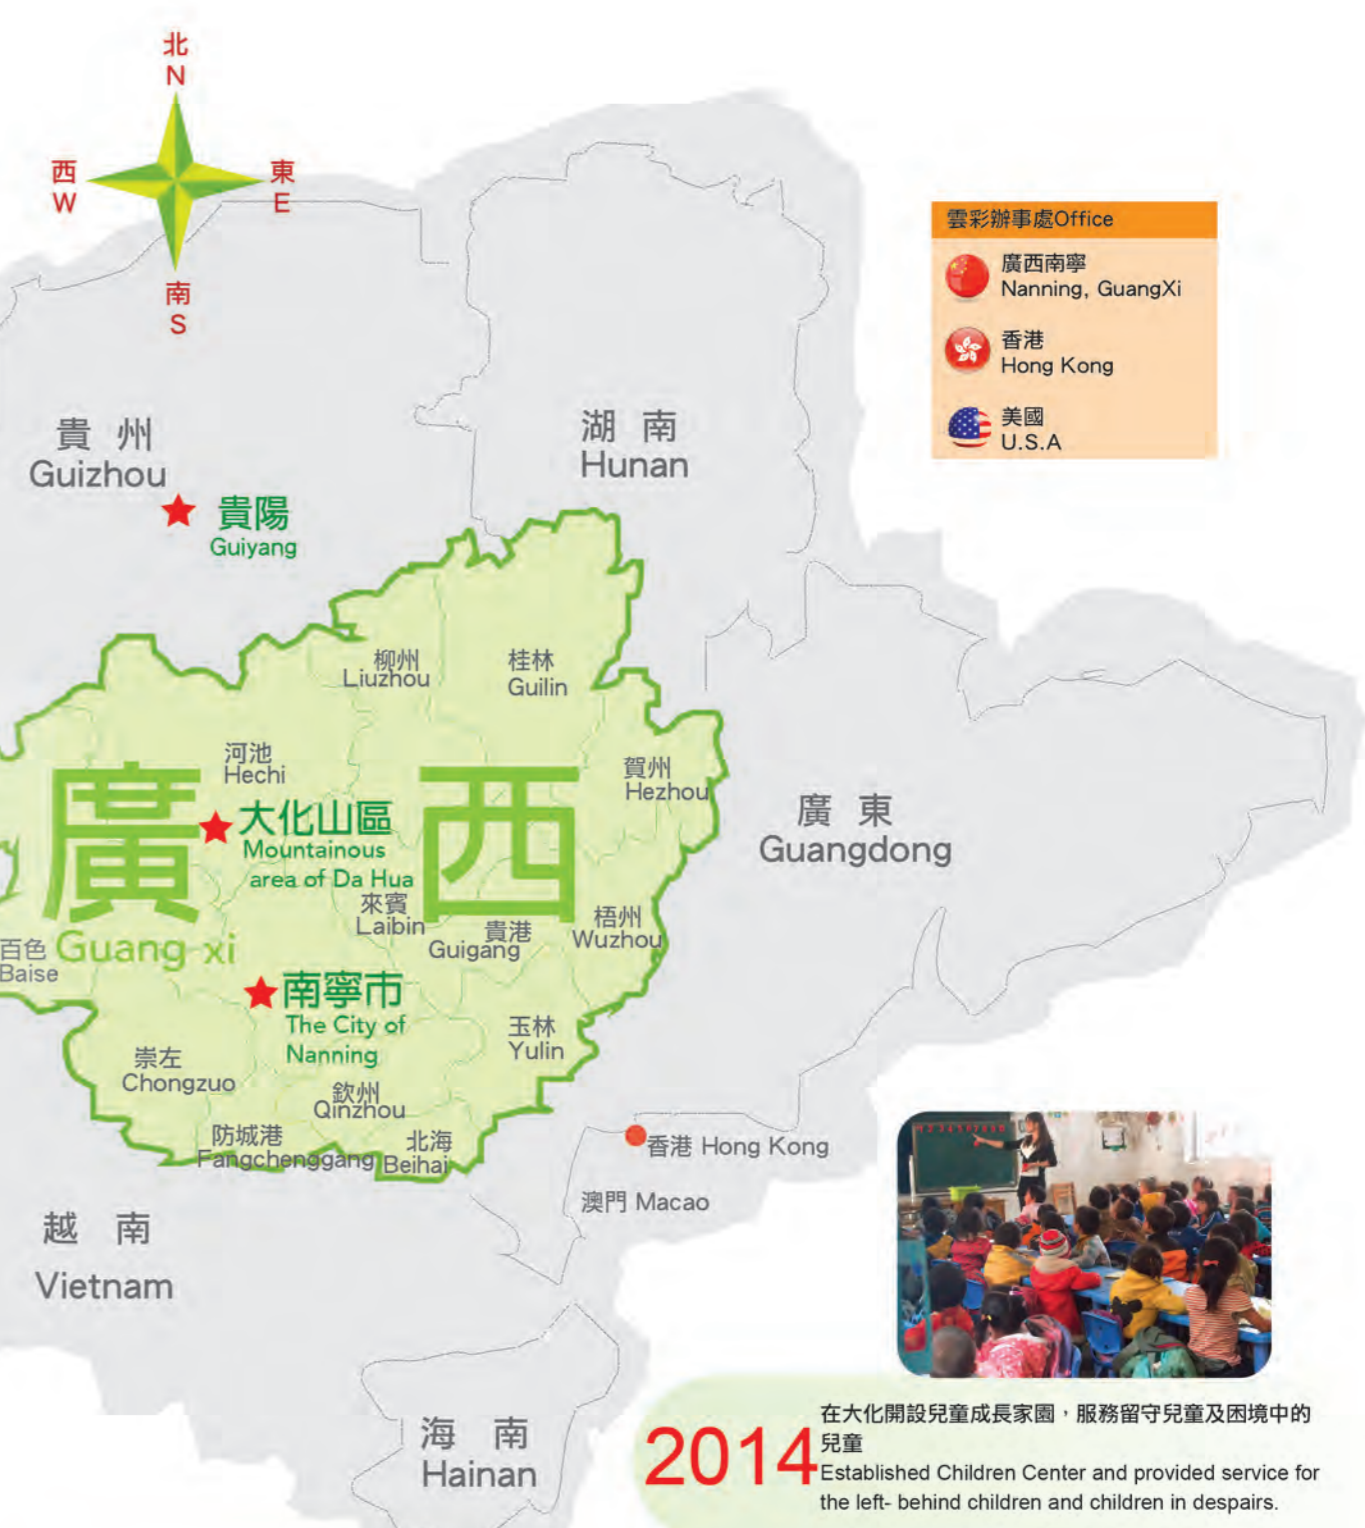 北
N
西
W
東
E
南
S
雲彩辦事處Office
廣西南寧
Nanning, GuangXi
香港
Hong Kong
美國
U.S.A
貴 州
Guizhou
貴陽
Guiyang
湖 南
Hunan
柳州
Liuzhou
桂林
Guilin
河池
Hechi
賀州
Hezhou
廣 西
Guang-xi
大化山區
Mountainous
area of Da Hua
廣 東
Guangdong
來賓
Laibin
貴港
Guigang
梧州
Wuzhou
百色
Baise
南寧市
The City of
Nanning
玉林
Yulin
崇左
Chongzuo
欽州
Qinzhou
防城港
Fangchenggang
北海
Beihai
香港 Hong Kong
澳門 Macao
越 南
Vietnam
海 南
Hainan
2014
在大化開設兒童成長家園，服務留守兒童及困境中的
兒童
Established Children Center and provided service for
the left- behind children and children in despairs.